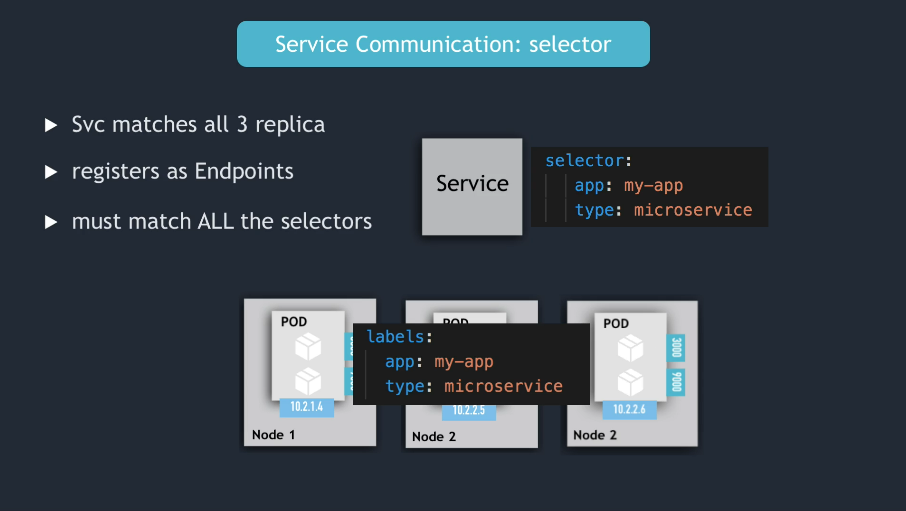 Service Communication: selector
Svc matches all 3 replica
registers as Endpoints
must match ALL the selectors
Service
selector:
app: my-app
type: microservice
POD
POD
POD
labels:
app: my-app
type: microservice
3000
9000
10.2.1.4
10.2.2.5
10.2.2.6
Node 1
Node 2
Node 2